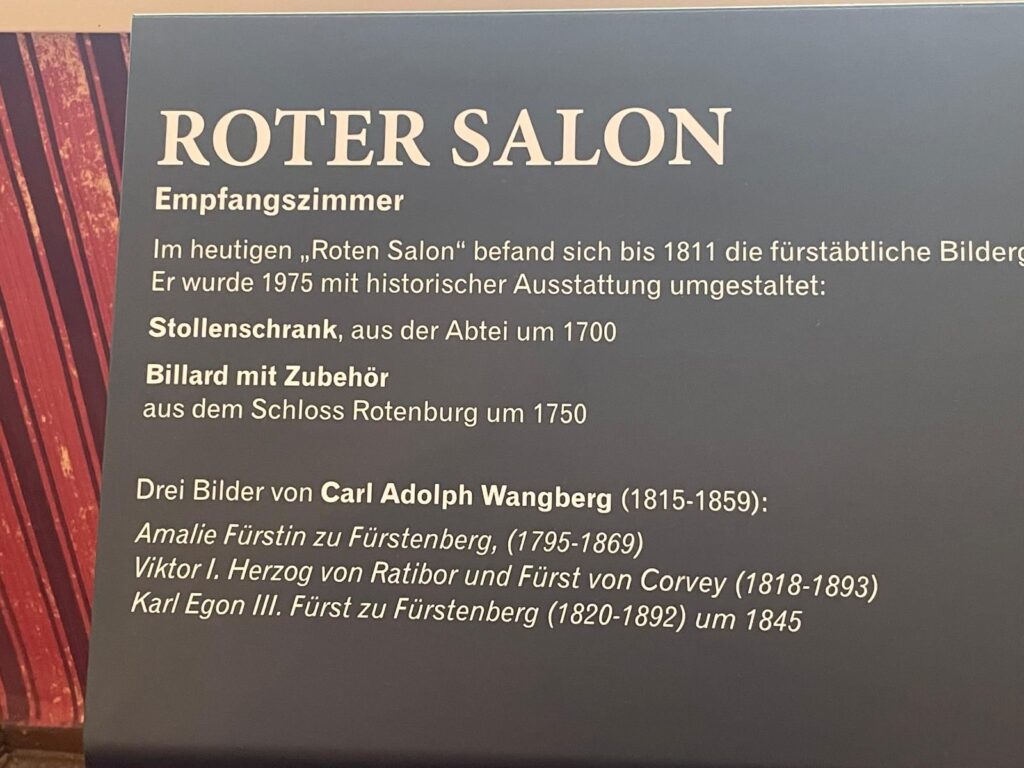 ROTER SALON
Empfangszimmer
Im heutigen „Roten Salon“ befand sich bis 1811 die fürstäbtliche
Er wurde 1975 mit historischer Ausstattung umgestaltet:
Stollenschrank, aus der Abtei um 1700
Billard mit Zubehör
aus dem Schloss Rotenburg um 1750
Drei Bilder von Carl Adolph Wangberg (1815-1859):
Amalie Fürstin zu Fürstenberg, (1795-1869)
Viktor I. Herzog von Ratibor und Fürst von Corvey (1818-1893)
Karl Egon III. Fürst zu Fürstenberg (1820-1892) um 1845